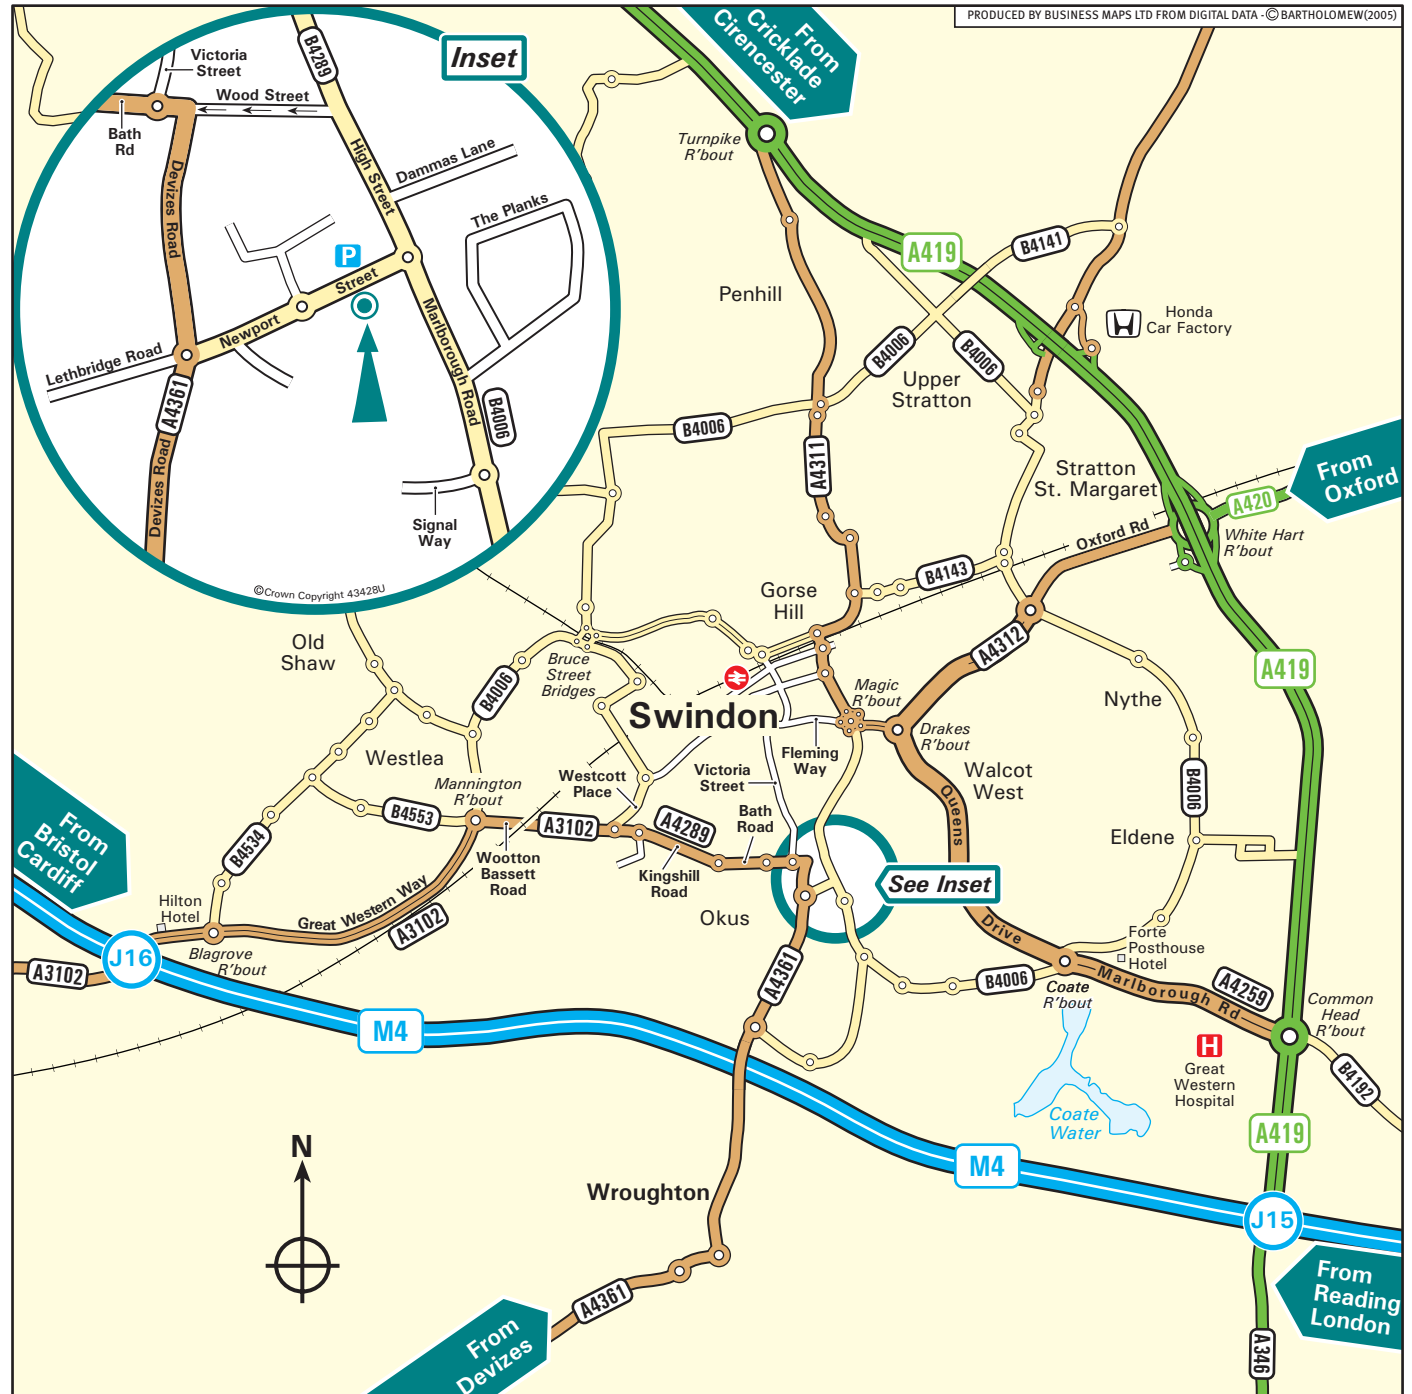 PRODUCED BY BUSINESS MAPS LTD FROM DIGITAL DATA - © BARTHOLOMEW(2005)
Inset
B4289
Victoria
Street
Wood Street
Bath
Rd
Devizes Road
High Street
Dammas Lane
The Planks
P
Newport
Street
Lethbridge Road
A4361
Marlborough Road
B4006
Devizes Road
Signal
Way
©Crown Copyright 43428U
From
Cricklade
Cirencester
Turnpike
R'bout
A419
B4141
Penhill
Honda
Car Factory
B4006
B4006
Upper
Stratton
B4006
A4311
Stratton
St. Margaret
From
Oxford
A420
Oxford Rd
White Hart
R'bout
B4143
Gorse
Hill
A4312
Old
Shaw
Bruce
Street
Bridges
B4006
A419
Magic
R'bout
Nythe
Swindon
Drakes
R'bout
Westlea
Fleming
Way
Walcot
West
Mannington
R'bout
Westcott
Place
Victoria
Street
B4006
Queens
B4553
A3102
A4289
Bath
Road
Eldene
From
Bristol
Cardiff
B4534
Wootton
Bassett
Road
Kingshill
Road
See Inset
Great Western Way
A3102
Hilton
Hotel
Okus
Drive
Forte
Posthouse
Hotel
J16
Blagrove
R'bout
A3102
A4361
B4006
Coate
R'bout
Marlborough Rd
A4259
Common
Head
R'bout
M4
H
Great
Western
Hospital
B4192
Coate
Water
A419
N
M4
Wroughton
J15
From
Reading
London
A4361
From
Devizes
A346